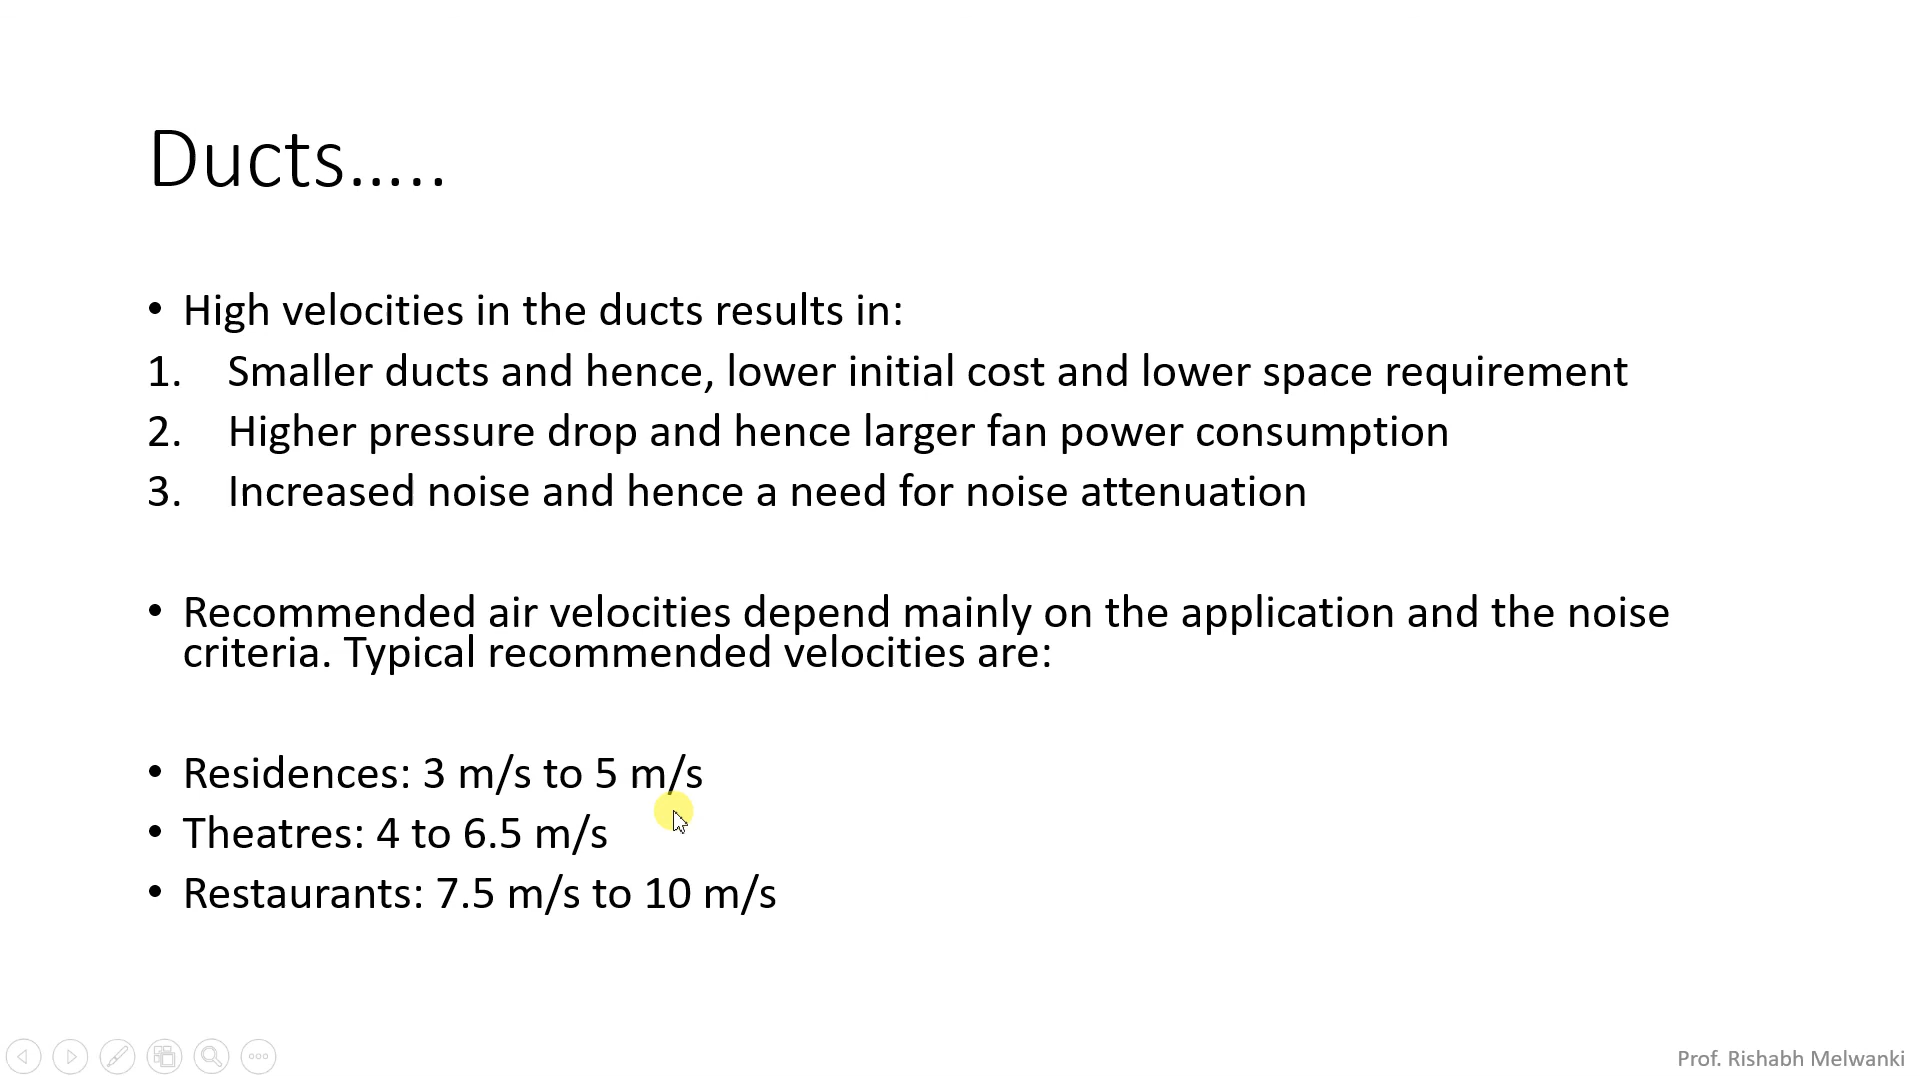 Ducts.....
• High velocities in the ducts results in:
1. Smaller ducts and hence, lower initial cost and lower space requirement
2. Higher pressure drop and hence larger fan power consumption
3. Increased noise and hence a need for noise attenuation
• Recommended air velocities depend mainly on the application and the noise
criteria. Typical recommended velocities are:
• Residences: 3 m/s to 5 m/s
• Theatres: 4 to 6.5 m/s
• Restaurants: 7.5 m/s to 10 m/s
Prof. Rishabh Melwanki